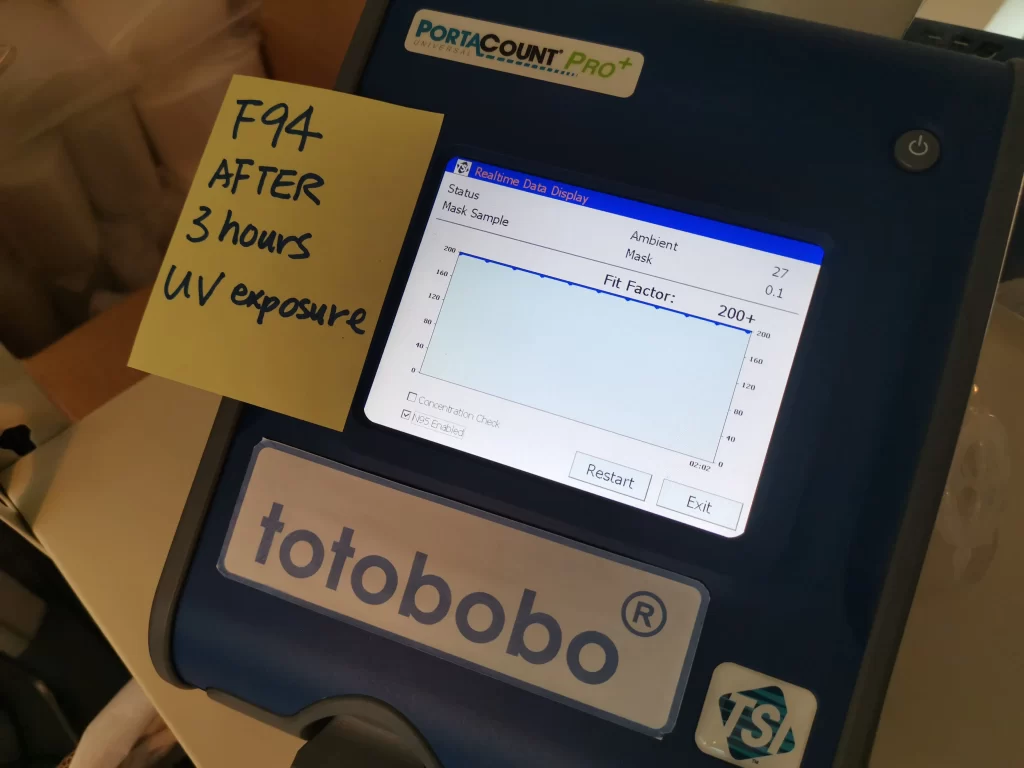 PORTACOUNT® PRO+
UNIVERSAL
F94
AFTER
3 hours
UV exposure
TSI
Realtime Data Display
Status
Mask Sample
Ambient 27
Mask 0.1
Fit Factor: 200+
200
160
120
80
40
0
200
160
120
80
40
0
02:02
Concentration Check
N95 Enabled
Restart
Exit
totobobo®
TSI